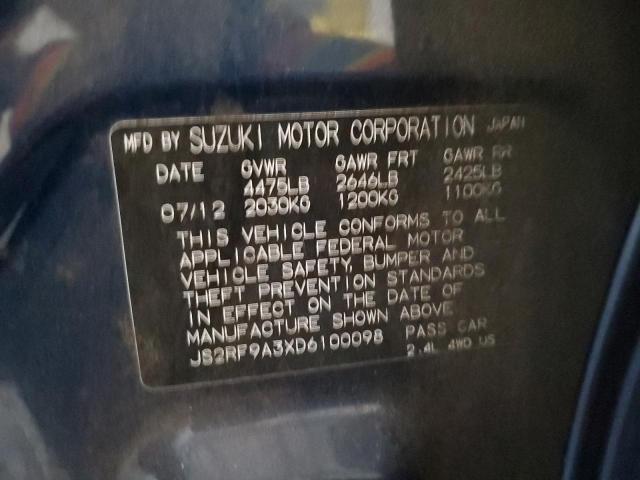 MFD BY SUZUKI MOTOR CORPORATION JAPAN
DATE GVWR GAWR FRT GAWR RR
4475LB 2646LB 2425LB
07/12 2030KG 1200KG 1100KG
THIS VEHICLE CONFORMS TO ALL
APPLICABLE FEDERAL MOTOR
VEHICLE SAFETY, BUMPER AND
THEFT PREVENTION STANDARDS
IN EFFECT ON THE DATE OF
MANUFACTURE SHOWN ABOVE
JS2RF9A3XD6100098 PASS CAR
2.4L 4WD US